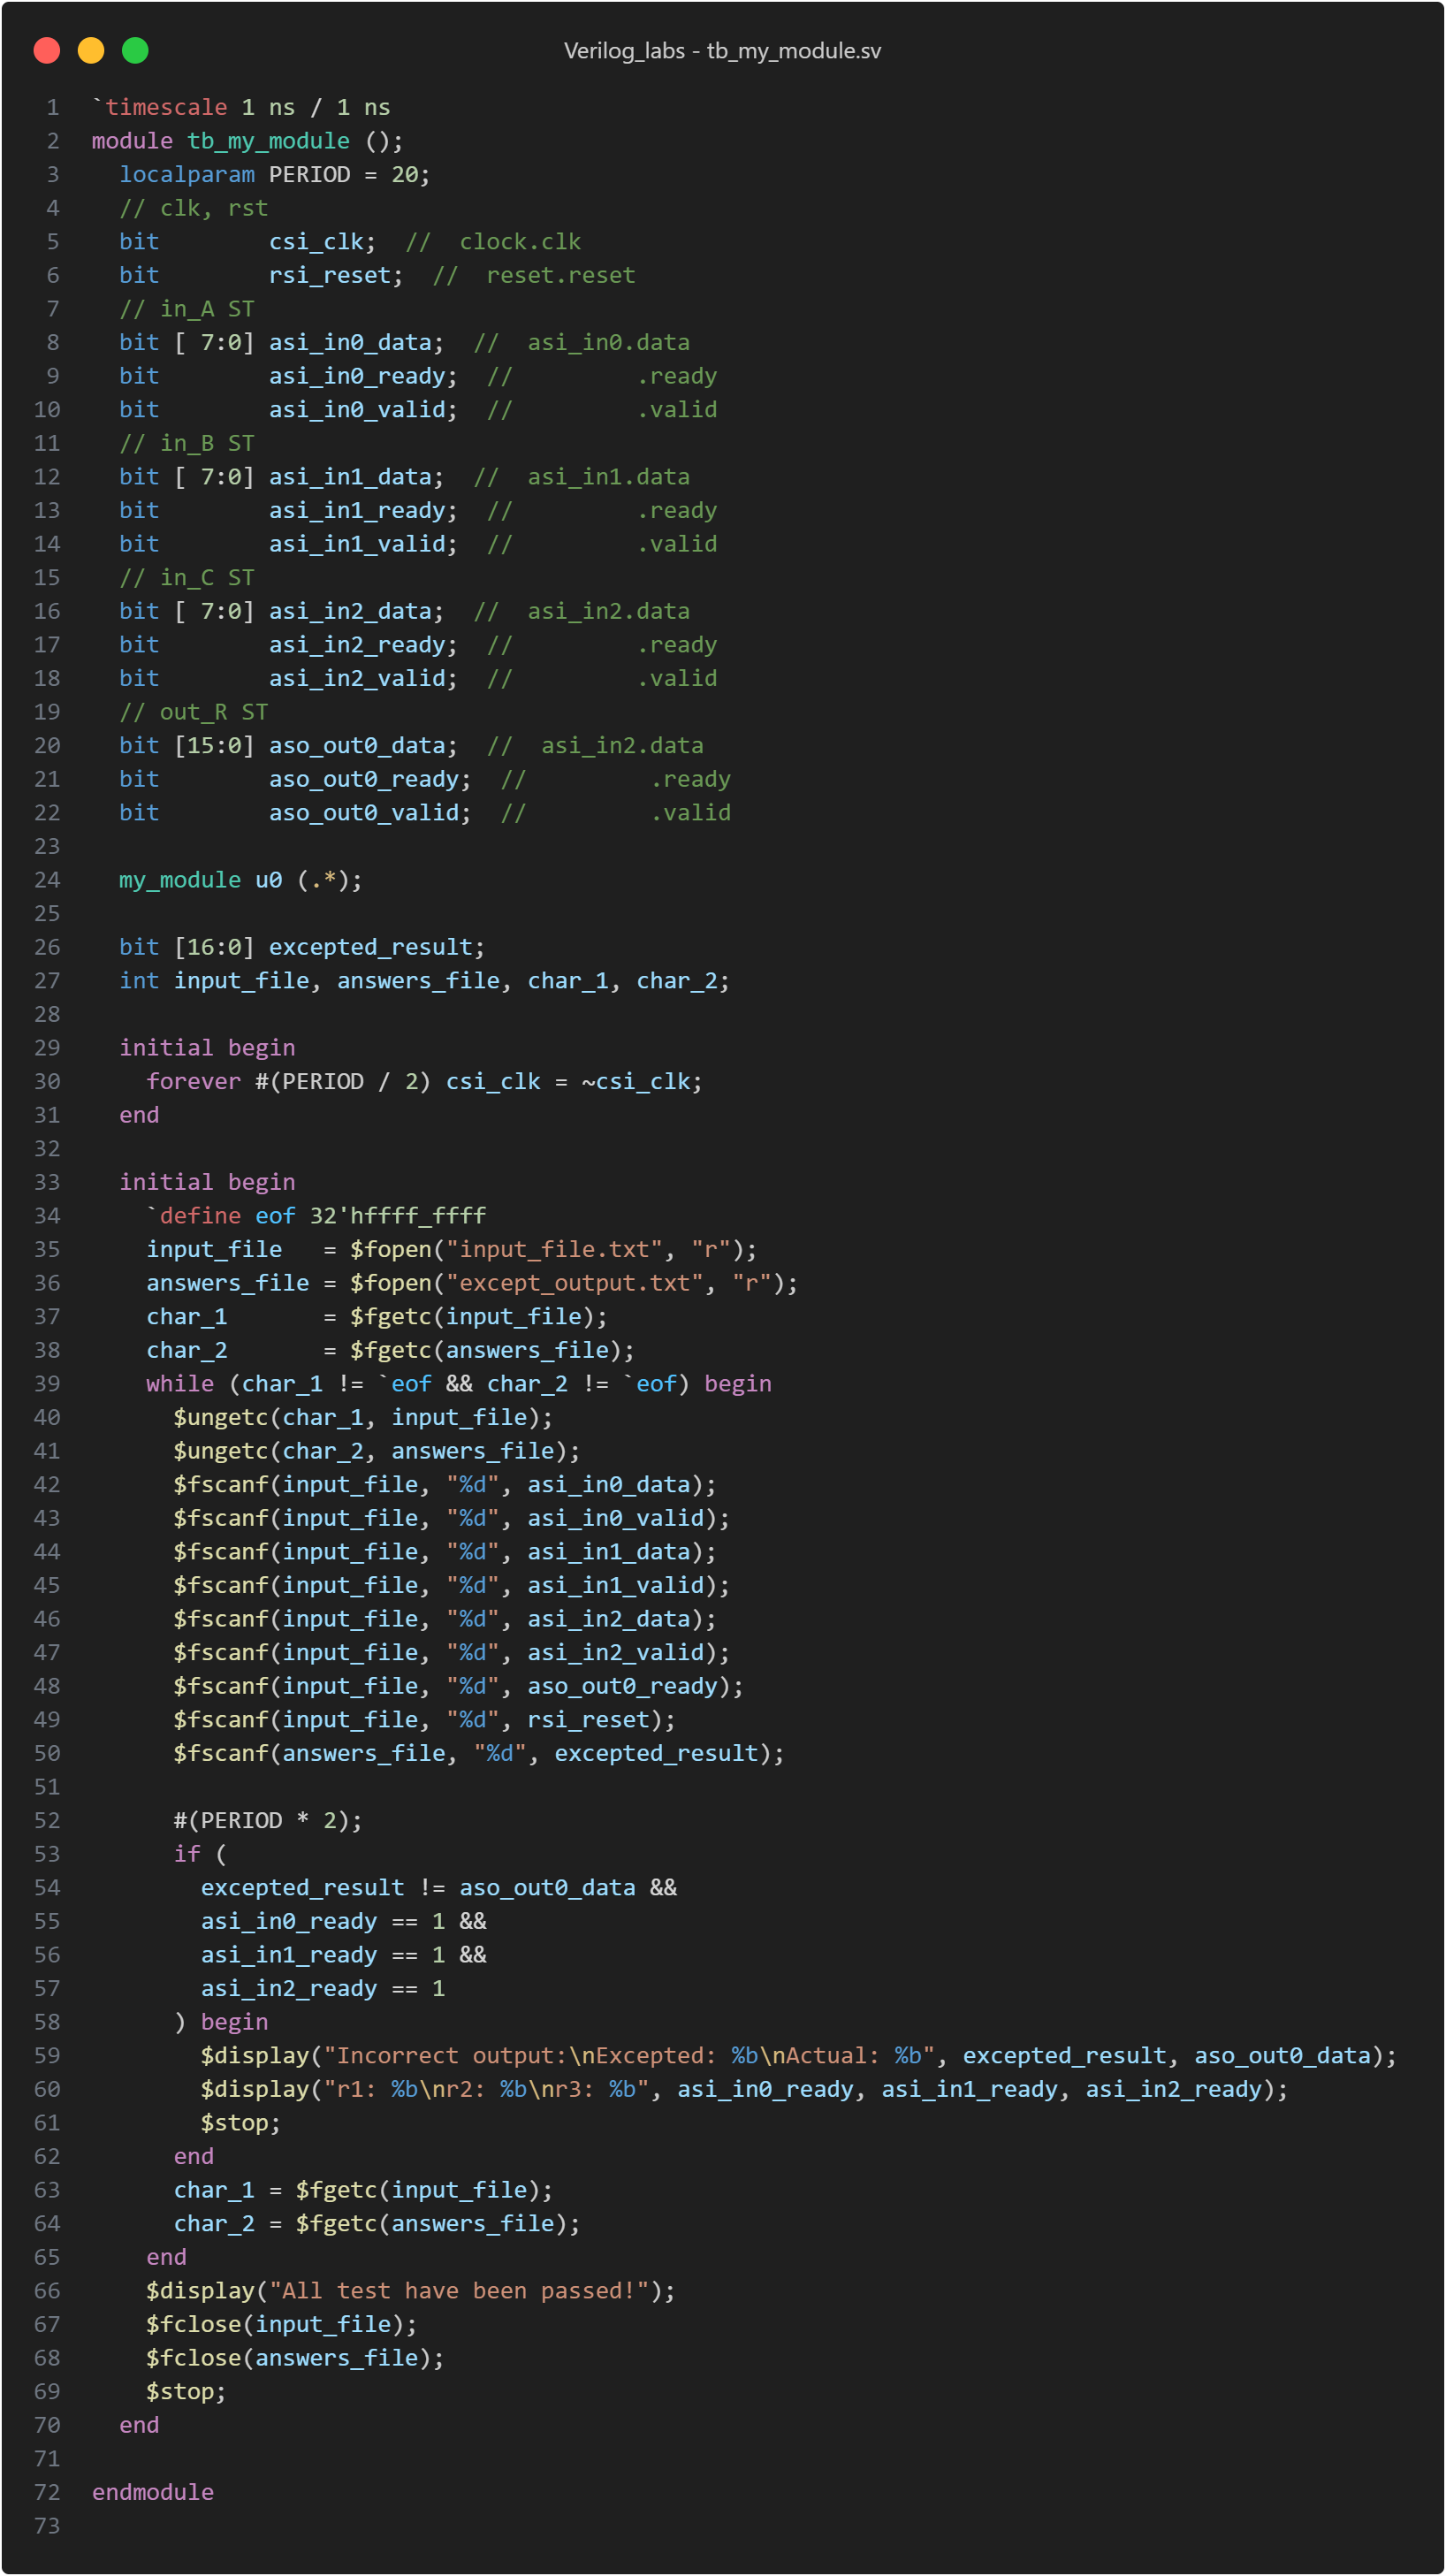 Verilog_labs - tb_my_module.sv
1 `timescale 1 ns / 1 ns
2 module tb_my_module ();
3   localparam PERIOD = 20;
4   // clk, rst
5   bit        csi_clk;  //  clock.clk
6   bit        rsi_reset;  //  reset.reset
7   // in_A ST
8   bit [ 7:0] asi_in0_data;  //  asi_in0.data
9   bit        asi_in0_ready;  //         .ready
10   bit        asi_in0_valid;  //         .valid
11   // in_B ST
12   bit [ 7:0] asi_in1_data;  //  asi_in1.data
13   bit        asi_in1_ready;  //         .ready
14   bit        asi_in1_valid;  //         .valid
15   // in_C ST
16   bit [ 7:0] asi_in2_data;  //  asi_in2.data
17   bit        asi_in2_ready;  //         .ready
18   bit        asi_in2_valid;  //         .valid
19   // out_R ST
20   bit [15:0] aso_out0_data;  //  asi_in2.data
21   bit        aso_out0_ready;  //         .ready
22   bit        aso_out0_valid;  //         .valid
23
24   my_module u0 (.*);
25
26   bit [16:0] excepted_result;
27   int input_file, answers_file, char_1, char_2;
28
29   initial begin
30     forever #(PERIOD / 2) csi_clk = ~csi_clk;
31   end
32
33   initial begin
34     `define eof 32'hffff_ffff
35     input_file   = $fopen("input_file.txt", "r");
36     answers_file = $fopen("except_output.txt", "r");
37     char_1       = $fgetc(input_file);
38     char_2       = $fgetc(answers_file);
39     while (char_1 != `eof && char_2 != `eof) begin
40       $ungetc(char_1, input_file);
41       $ungetc(char_2, answers_file);
42       $fscanf(input_file, "%d", asi_in0_data);
43       $fscanf(input_file, "%d", asi_in0_valid);
44       $fscanf(input_file, "%d", asi_in1_data);
45       $fscanf(input_file, "%d", asi_in1_valid);
46       $fscanf(input_file, "%d", asi_in2_data);
47       $fscanf(input_file, "%d", asi_in2_valid);
48       $fscanf(input_file, "%d", aso_out0_ready);
49       $fscanf(input_file, "%d", rsi_reset);
50       $fscanf(answers_file, "%d", excepted_result);
51
52       #(PERIOD * 2);
53       if (
54         excepted_result != aso_out0_data &&
55         asi_in0_ready == 1 &&
56         asi_in1_ready == 1 &&
57         asi_in2_ready == 1
58       ) begin
59         $display("Incorrect output:\nExcepted: %b\nActual: %b", excepted_result, aso_out0_data);
60         $display("r1: %b\nr2: %b\nr3: %b", asi_in0_ready, asi_in1_ready, asi_in2_ready);
61         $stop;
62       end
63       char_1 = $fgetc(input_file);
64       char_2 = $fgetc(answers_file);
65     end
66     $display("All test have been passed!");
67     $fclose(input_file);
68     $fclose(answers_file);
69     $stop;
70   end
71
72 endmodule
73